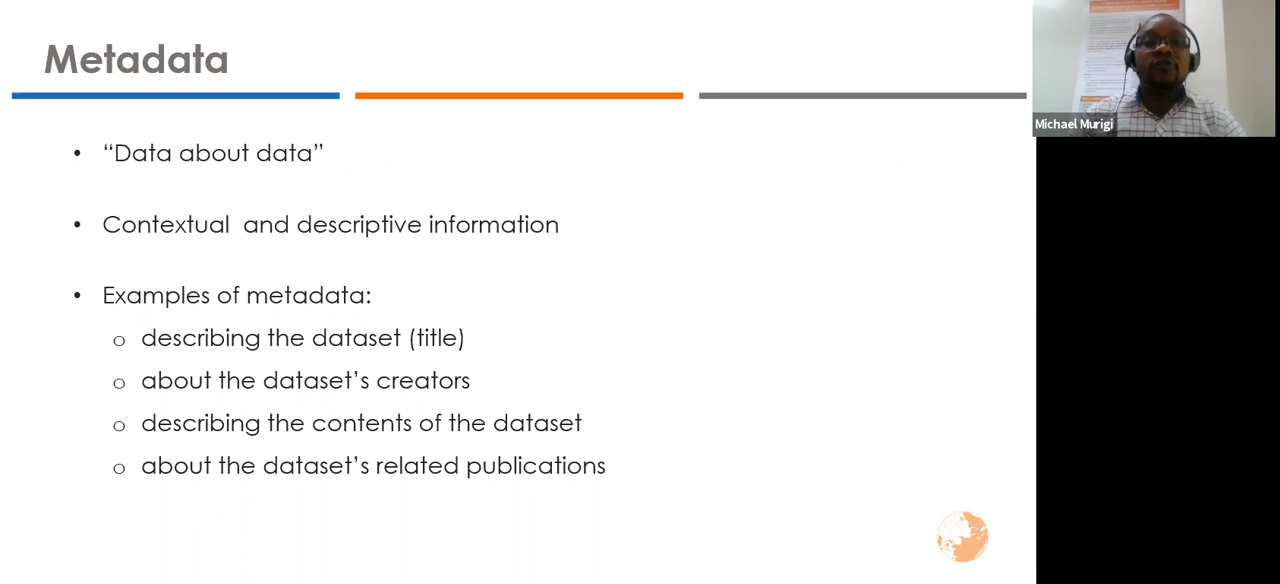 Metadata
• “Data about data”
• Contextual and descriptive information
• Examples of metadata:
o describing the dataset (title)
o about the dataset’s creators
o describing the contents of the dataset
o about the dataset’s related publications
Michael Murigi